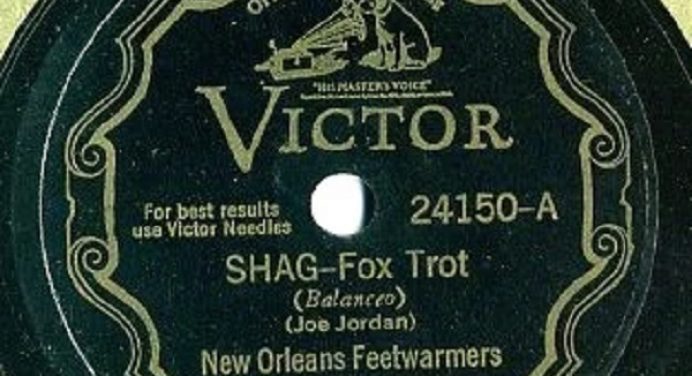 "HIS MASTER'S VOICE"
VICTOR
For best results
use Victor Needles
24150-A
SHAG-Fox Trot
(Balanceo)
(Joe Jordan)
New Orleans Feetwarmers